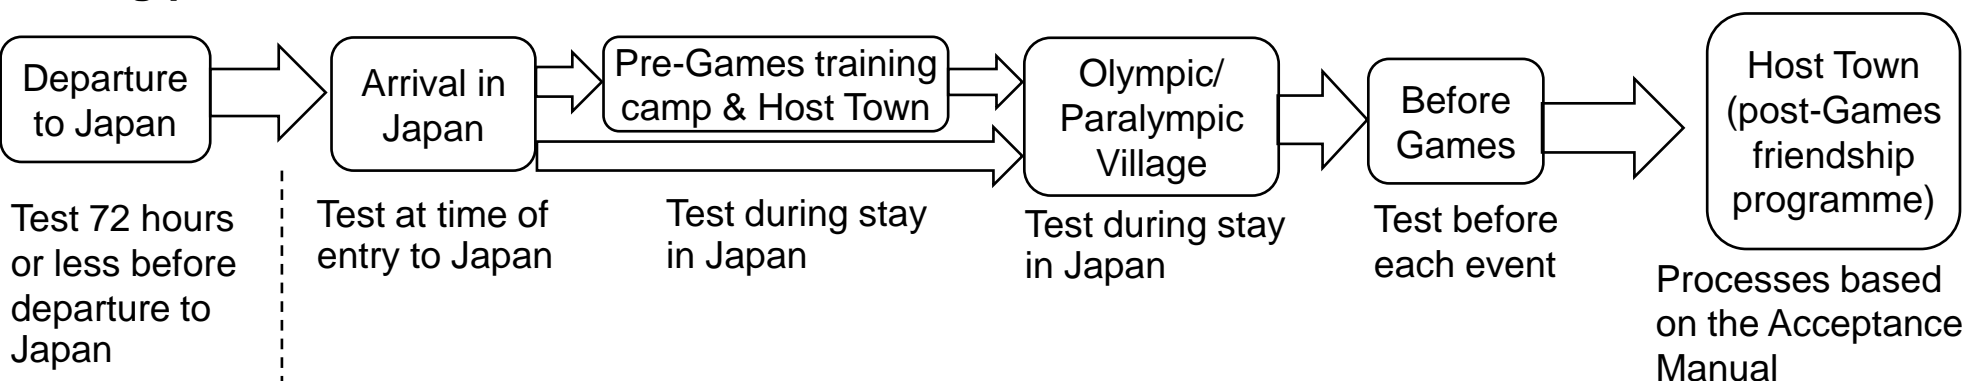 Departure
to Japan
Arrival in
Japan
Pre-Games training
camp & Host Town
Olympic/
Paralympic
Village
Before
Games
Host Town
(post-Games
friendship
programme)
Test 72 hours
or less before
departure to
Japan
Test at time of
entry to Japan
Test during stay
in Japan
Test during stay
in Japan
Test before
each event
Processes based
on the Acceptance
Manual